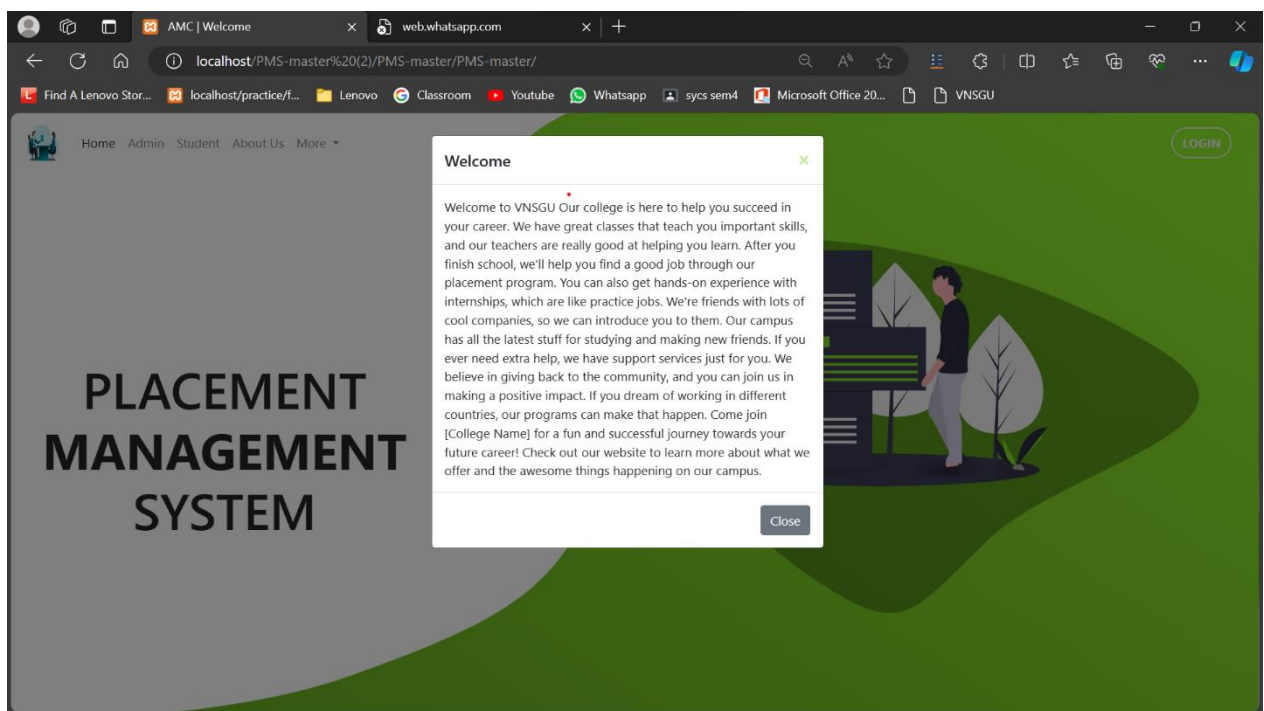 AMC | Welcome
web.whatsapp.com
localhost/PMS-master%20(2)/PMS-master/PMS-master/
Find A Lenovo Stor...
localhost/practice/f...
Lenovo
Classroom
Youtube
Whatsapp
sycs sem4
Microsoft Office 20...
VNSGU
Home Admin Student About Us More
LOGIN
PLACEMENT
MANAGEMENT
SYSTEM
Welcome
×
Welcome to VNSGU Our college is here to help you succeed in
your career. We have great classes that teach you important skills,
and our teachers are really good at helping you learn. After you
finish school, we'll help you find a good job through our
placement program. You can also get hands-on experience with
internships, which are like practice jobs. We're friends with lots of
cool companies, so we can introduce you to them. Our campus
has all the latest stuff for studying and making new friends. If you
ever need extra help, we have support services just for you. We
believe in giving back to the community, and you can join us in
making a positive impact. If you dream of working in different
countries, our programs can make that happen. Come join
[College Name] for a fun and successful journey towards your
future career! Check out our website to learn more about what we
offer and the awesome things happening on our campus.
Close